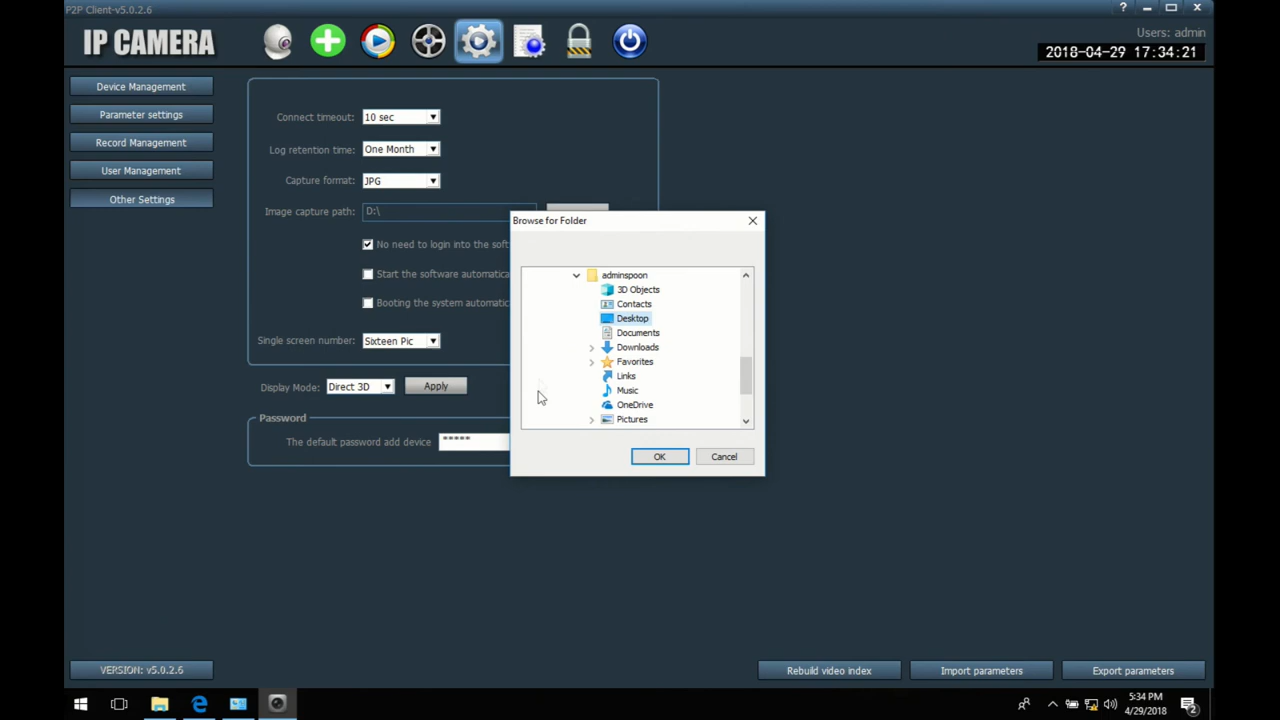 P2P Client-v5.0.2.6
?
IP CAMERA
Users: admin
2018-04-29 17:34:21
Device Management
Parameter settings
Record Management
User Management
Other Settings
Connect timeout: 10 sec
Log retention time: One Month
Capture format: JPG
Image capture path: D:\
No need to login into the soft
Start the software automatica
Booting the system automatic
Single screen number: Sixteen Pic
Display Mode: Direct 3D Apply
Password
The default password add device *****
Browse for Folder
adminspoon
3D Objects
Contacts
Desktop
Documents
Downloads
Favorites
Links
Music
OneDrive
Pictures
OK Cancel
VERSION: v5.0.2.6
Rebuild video index Import parameters Export parameters
5:34 PM
4/29/2018
2